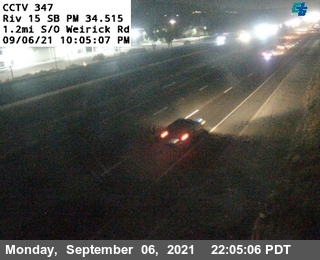 CCTV 347
Riv 15 SB PM 34.515
1.2mi S/O Weirick Rd
09/06/21 10:05:07 PM
Monday, September 06, 2021 22:05:06 PDT